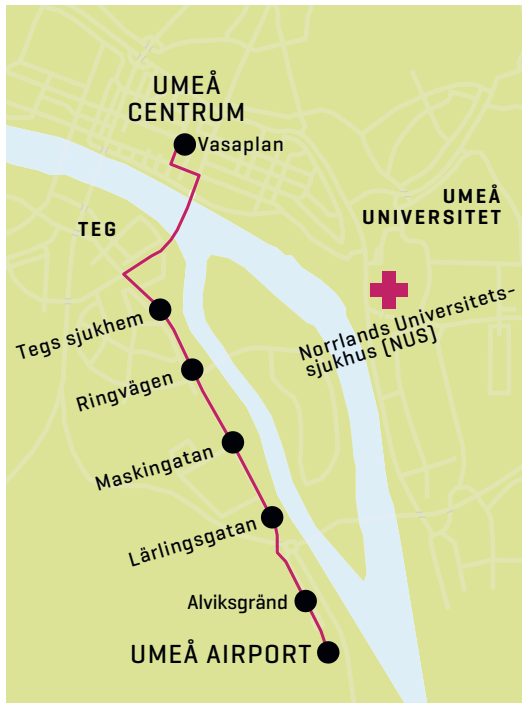 UMEÅ
CENTRUM
Vasaplan
UMEÅ
UNIVERSITET
TEG
Norrlands Universitets-
sjukhus (NUS)
Tegs sjukhem
Ringvägen
Maskingatan
Lärlingsgatan
Alviksgränd
UMEÅ AIRPORT